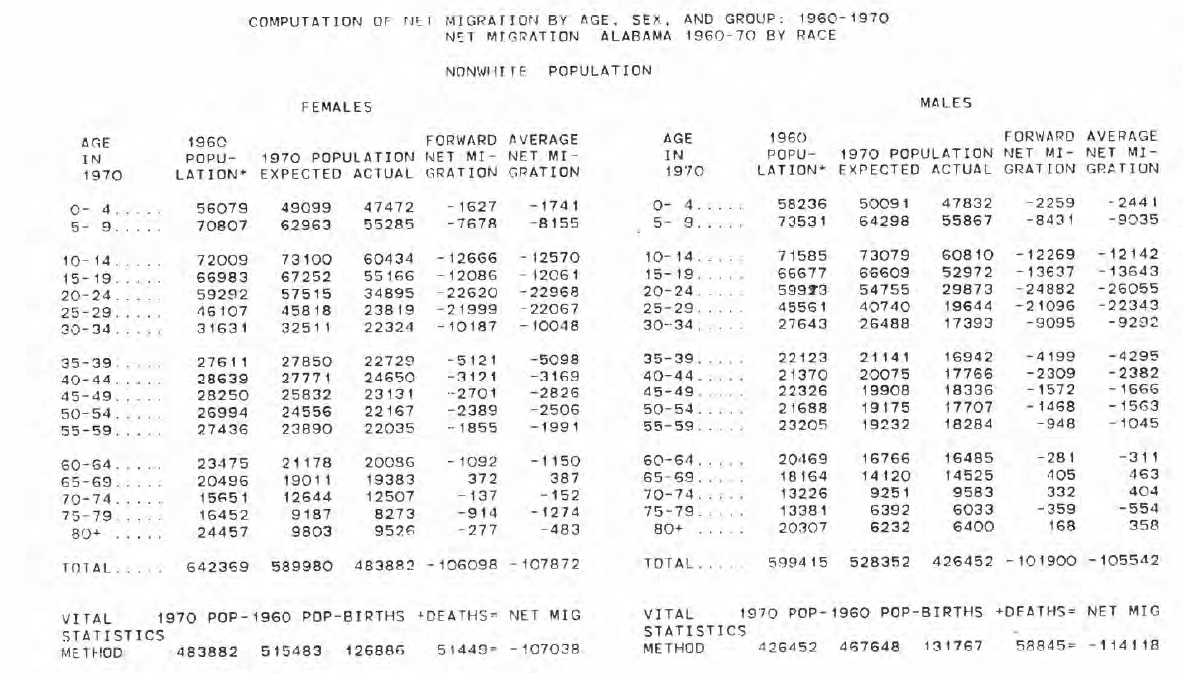 COMPUTATION OF NET MIGRATION BY AGE, SEX, AND GROUP: 1960-1970
NET MIGRATION ALABAMA 1960-70 BY RACE
NONWHITE POPULATION
FEMALES
AGE 1960 FORWARD AVERAGE
IN POPU- 1970 POPULATION NET MI- NET MI-
1970 LATION* EXPECTED ACTUAL GRATION GRATION
0- 4..... 56079 49099 47472 -1627 -1741
5- 9..... 70807 62963 55285 -7678 -8155
10-14..... 72009 73100 60434 -12666 -12570
15-19..... 66983 67252 55166 -12086 -12061
20-24..... 59292 57515 34895 -22620 -22968
25-29..... 46107 45818 23819 -21999 -22067
30-34..... 31631 32511 22324 -10187 -10048
35-39..... 27611 27850 22729 -5121 -5098
40-44..... 28639 27771 24650 -3121 -3169
45-49..... 28250 25832 23131 -2701 -2826
50-54..... 26994 24556 22167 -2389 -2506
55-59..... 27436 23890 22035 -1855 -1991
60-64..... 23475 21178 20086 -1092 -1150
65-69..... 20496 19011 19383 372 387
70-74..... 15651 12644 12507 -137 -152
75-79..... 16452 9187 8273 -914 -1274
80+ ..... 24457 9803 9526 -277 -483
TOTAL..... 642369 589980 483882 -106098 -107872
VITAL 1970 POP-1960 POP-BIRTHS +DEATHS= NET MIG
STATISTICS
METHOD 483882 515483 126886 51449= -107038
MALES
AGE 1960 FORWARD AVERAGE
IN POPU- 1970 POPULATION NET MI- NET MI-
1970 LATION* EXPECTED ACTUAL GRATION GRATION
0- 4..... 58236 50091 47832 -2259 -2441
5- 9..... 73531 64298 55867 -8431 -9035
10-14..... 71585 73079 60810 -12269 -12142
15-19..... 66677 66609 52972 -13637 -13643
20-24..... 59923 54755 29873 -24882 -26055
25-29..... 45561 40740 19644 -21096 -22343
30-34..... 27643 26488 17393 -9095 -9292
35-39..... 22123 21141 16942 -4199 -4295
40-44..... 21370 20075 17766 -2309 -2382
45-49..... 22326 19908 18336 -1572 -1666
50-54..... 21688 19175 17707 -1468 -1563
55-59..... 23205 19232 18284 -948 -1045
60-64..... 20469 16766 16485 -281 -311
65-69..... 18164 14120 14525 405 463
70-74..... 13226 9251 9583 332 404
75-79..... 13381 6392 6033 -359 -554
80+ ..... 20307 6232 6400 168 358
TOTAL..... 599415 528352 426452 -101900 -105542
VITAL 1970 POP-1960 POP-BIRTHS +DEATHS= NET MIG
STATISTICS
METHOD 426452 467648 131767 58845= -114118